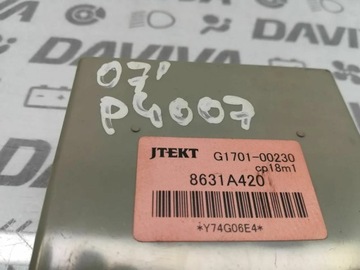 DAVIVA
DAVIVA
07'
P4007
JTEKT G1701-00230
cp18m1
8631A420
*Y74G06E4*